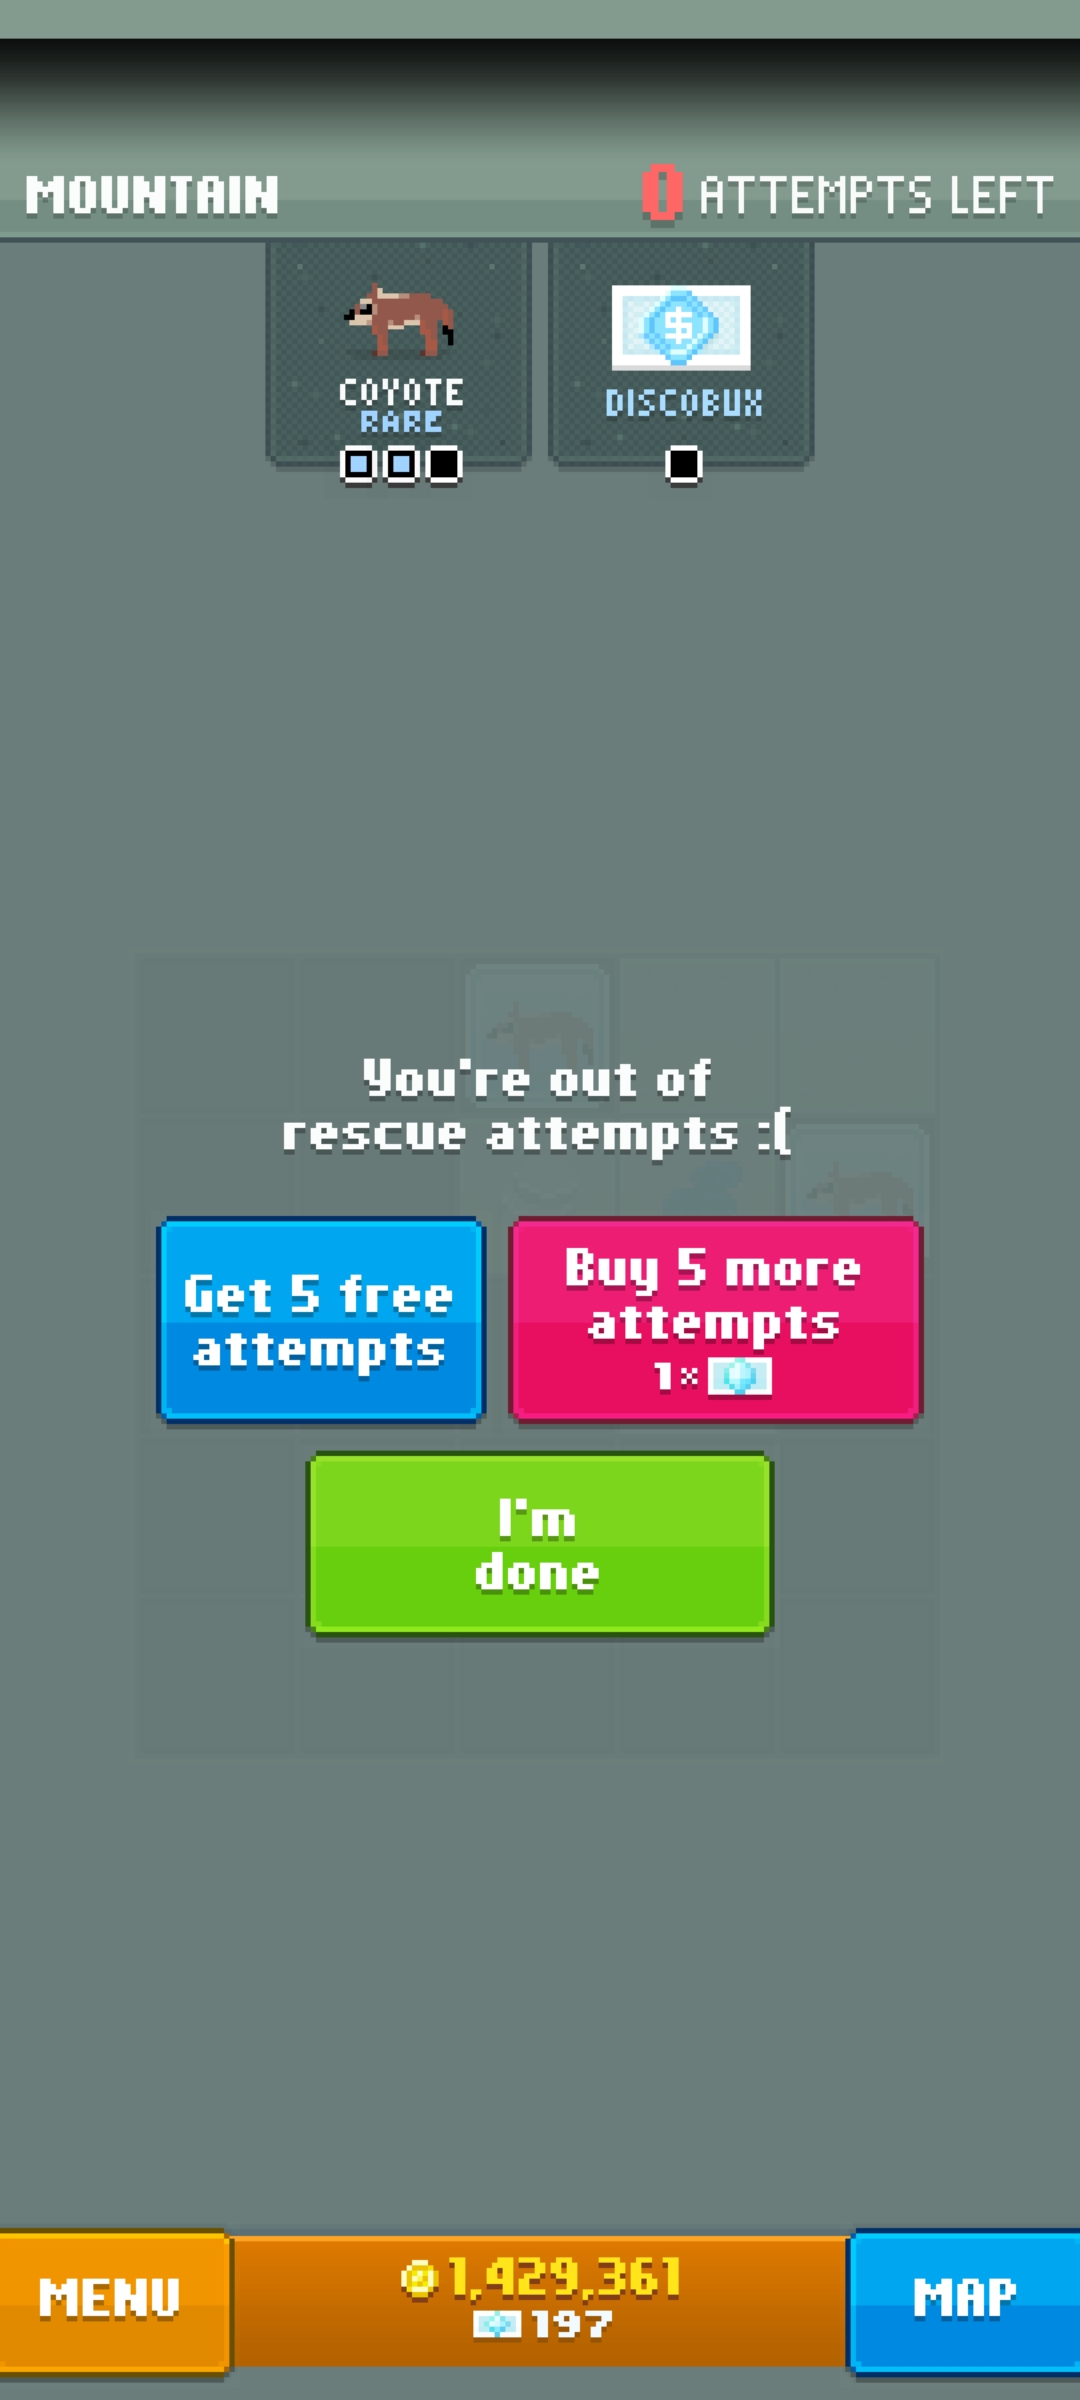 MOUNTAIN
0 ATTEMPTS LEFT
COYOTE
RARE
$
DISCOBUX
You're out of
rescue attempts :(
Get 5 free
attempts
Buy 5 more
attempts
1×
I'm
done
MENU
1,429,361
197
MAP